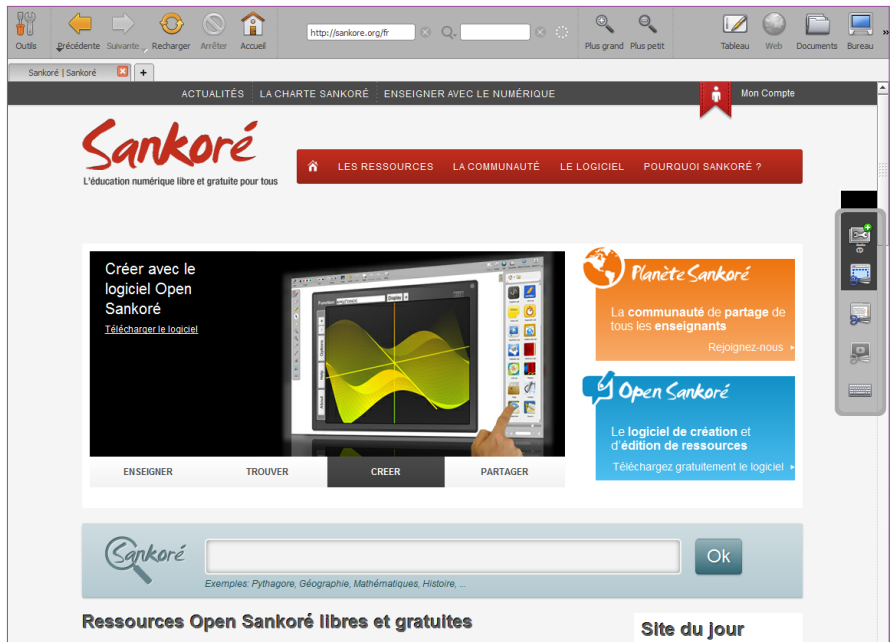 Outils
Précédente
Suivante
Recharger
Arrêter
Accueil
http://sankore.org/fr
Plus grand
Plus petit
Tableau
Web
Documents
Bureau
»
Sankoré | Sankoré
ACTUALITÉS LA CHARTE SANKORÉ ENSEIGNER AVEC LE NUMÉRIQUE
Mon Compte
Sankoré
L'éducation numérique libre et gratuite pour tous
LES RESSOURCES LA COMMUNAUTÉ LE LOGICIEL POURQUOI SANKORÉ ?
Créer avec le
logiciel Open
Sankoré
Télécharger le logiciel
Display
Planète Sankoré
La communauté de partage de
tous les enseignants
Rejoignez-nous
Open Sankoré
Le logiciel de création et
d'édition de ressources
Téléchargez gratuitement le logiciel
ENSEIGNER TROUVER CREER PARTAGER
Sankoré
Ok
Exemples: Pythagore, Géographie, Mathématiques, Histoire, ...
Ressources Open Sankoré libres et gratuites
Site du jour